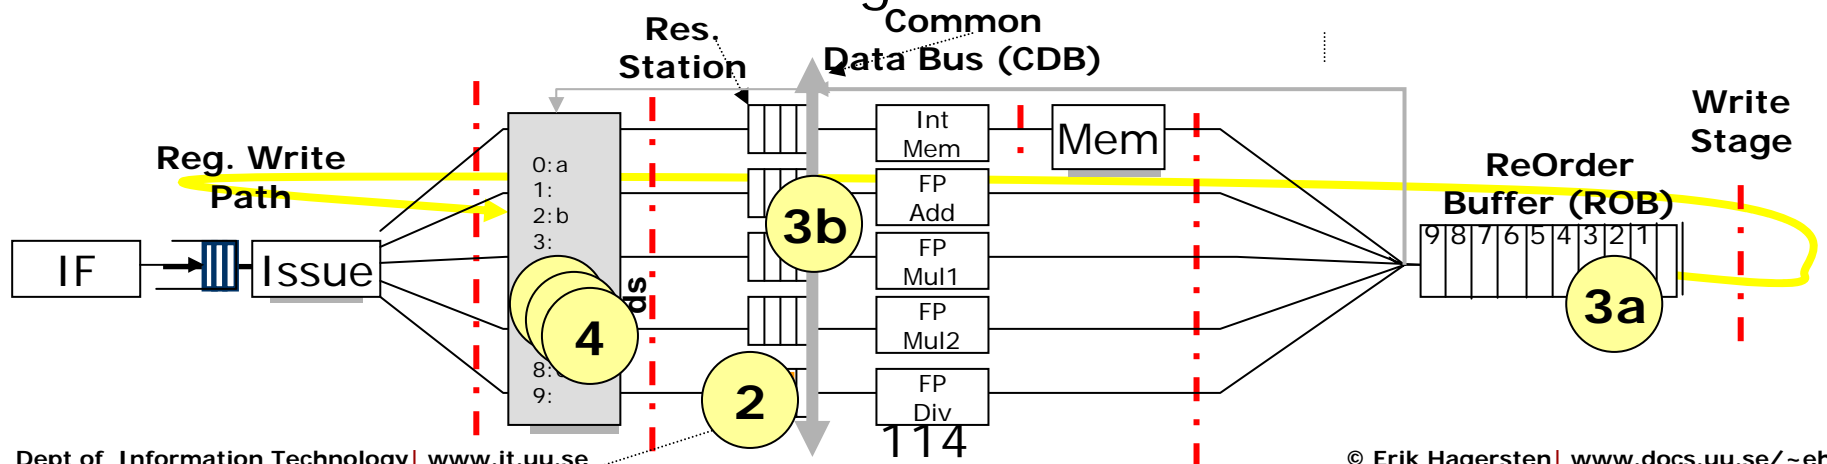 Common
Res.
Data Bus (CDB)
Station
Write
Stage
Int
Mem
Mem
Reg. Write
Path
ReOrder
Buffer (ROB)
0:a
1:
2:b
3:
8:
9:
ds
FP
Add
3b
9 8 7 6 5 4 3 2 1
IF
Issue
FP
Mul1
3a
4
FP
Mul2
2
FP
Div
114
Dept of Information Technology| www.it.uu.se
© Erik Hagersten| www.docs.uu.se/~eh